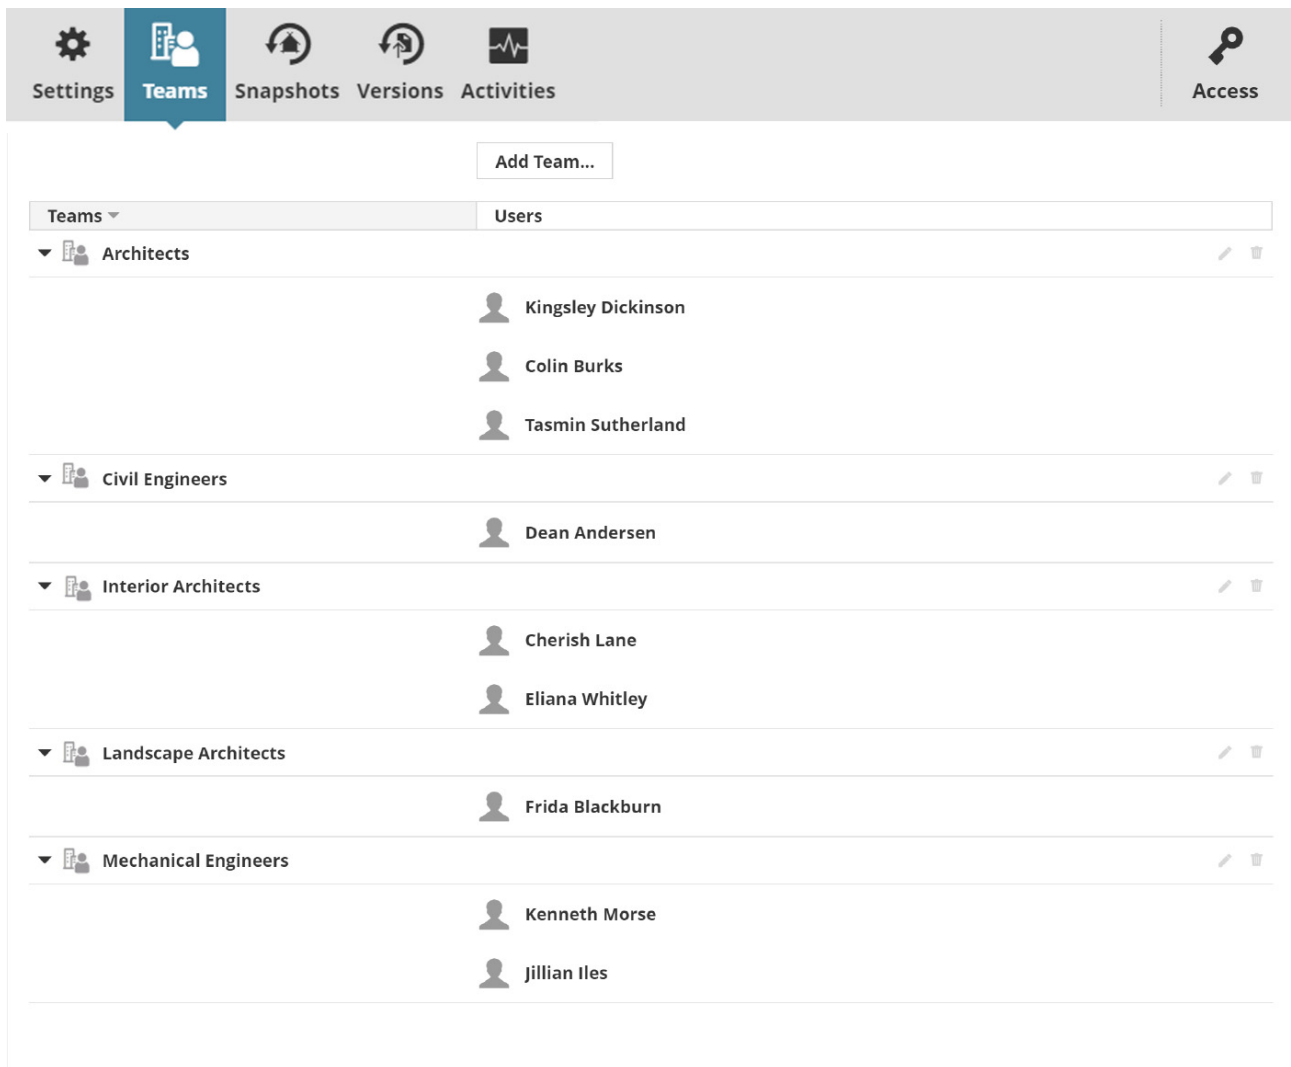 Settings Teams Snapshots Versions Activities Access
Add Team...
Teams Users
Architects
Kingsley Dickinson
Colin Burks
Tasmin Sutherland
Civil Engineers
Dean Andersen
Interior Architects
Cherish Lane
Eliana Whitley
Landscape Architects
Frida Blackburn
Mechanical Engineers
Kenneth Morse
Jillian Iles